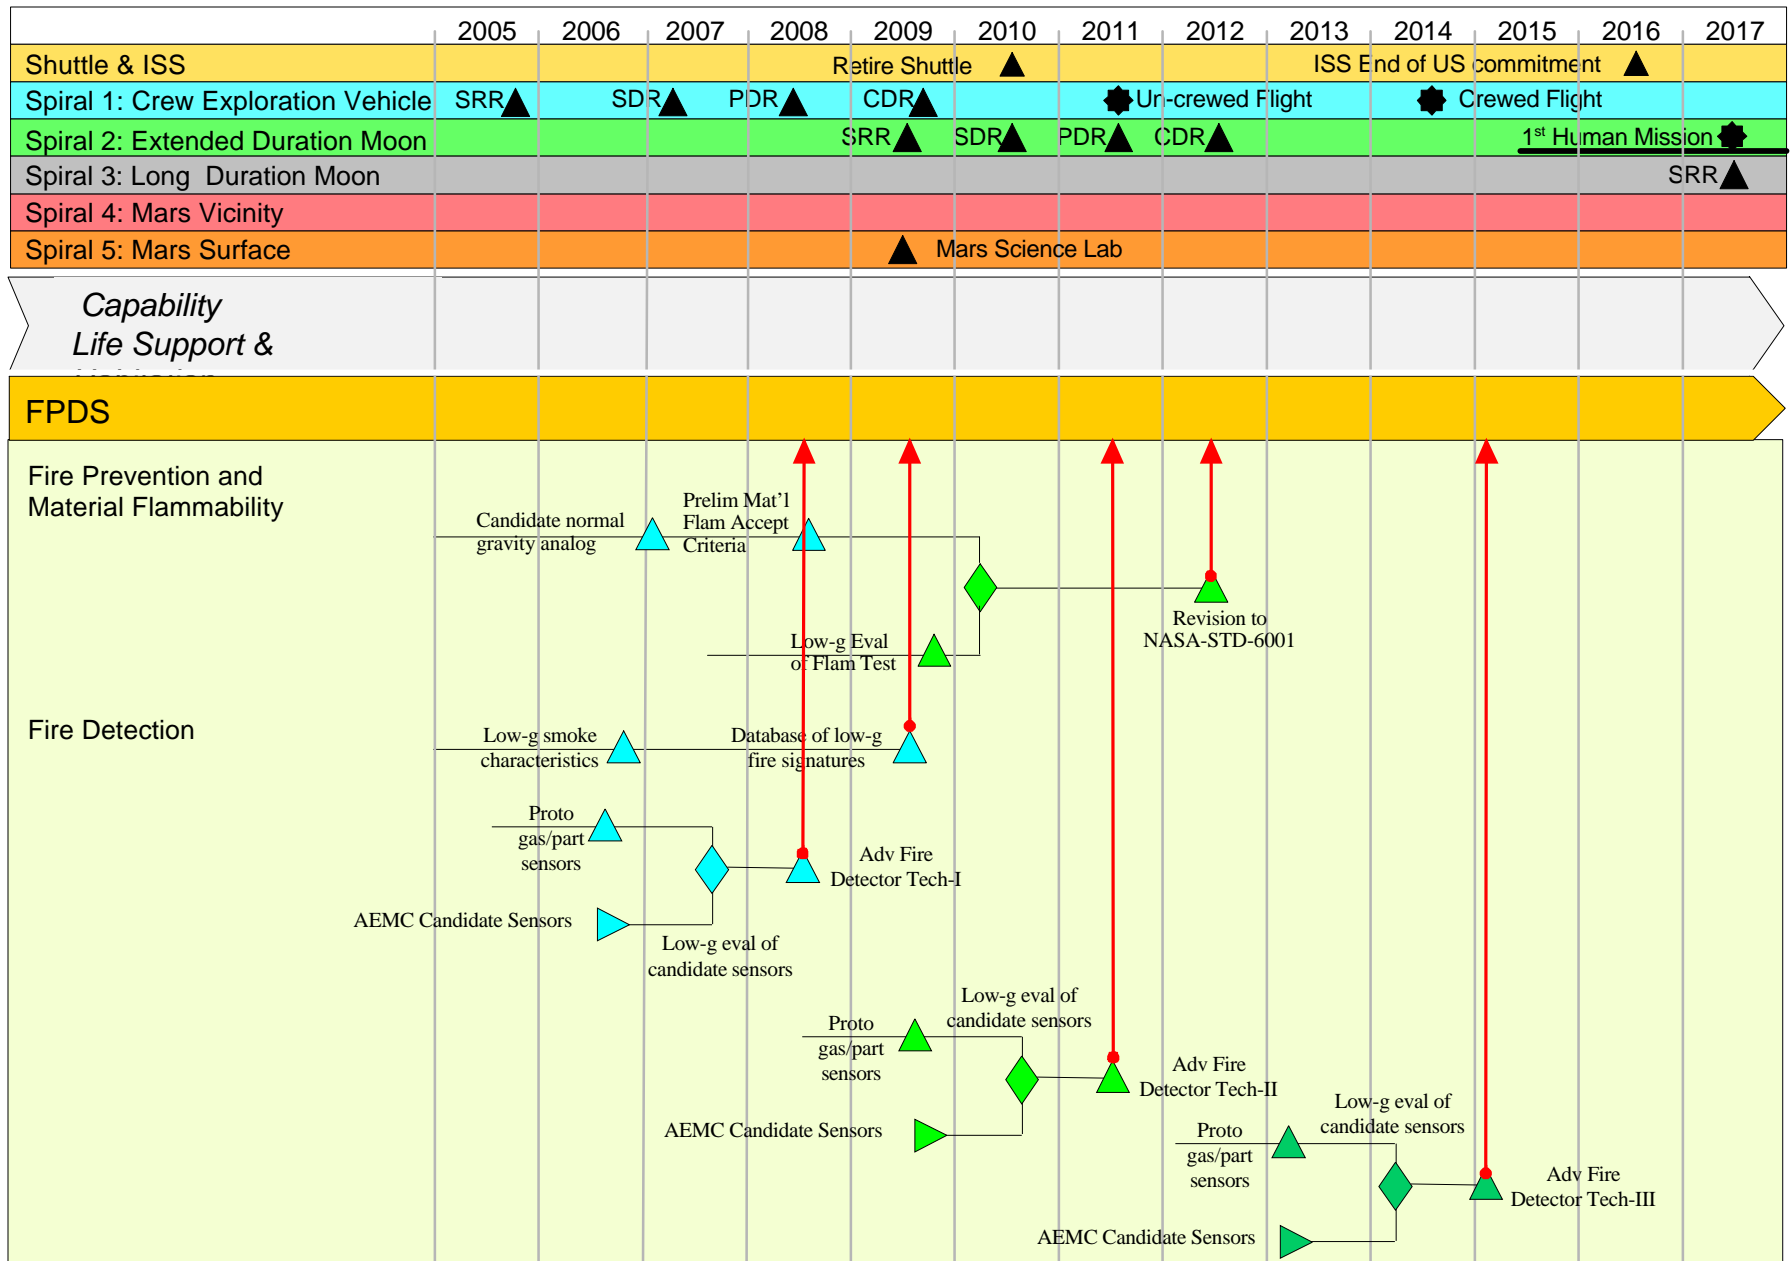 2005 2006 2007 2008 2009 2010 2011 2012 2013 2014 2015 2016 2017
Shuttle & ISS Retire Shuttle ISS End of US commitment
Spiral 1: Crew Exploration Vehicle SRR SDR PDR CDR Un-crewed Flight Crewed Flight
Spiral 2: Extended Duration Moon SRR SDR PDR CDR 1st Human Mission
Spiral 3: Long Duration Moon SRR
Spiral 4: Mars Vicinity
Spiral 5: Mars Surface Mars Science Lab
Capability
Life Support &
FPDS
Fire Prevention and
Material Flammability
Candidate normal
gravity analog
Prelim Mat'l
Flam Accept
Criteria
Low-g Eval
of Flam Test
Revision to
NASA-STD-6001
Fire Detection
Low-g smoke
characteristics
Database of low-g
fire signatures
Proto
gas/part
sensors
Adv Fire
Detector Tech-I
AEMC Candidate Sensors
Low-g eval of
candidate sensors
Proto
gas/part
sensors
Low-g eval of
candidate sensors
Adv Fire
Detector Tech-II
AEMC Candidate Sensors
Proto
gas/part
sensors
Low-g eval of
candidate sensors
Adv Fire
Detector Tech-III
AEMC Candidate Sensors